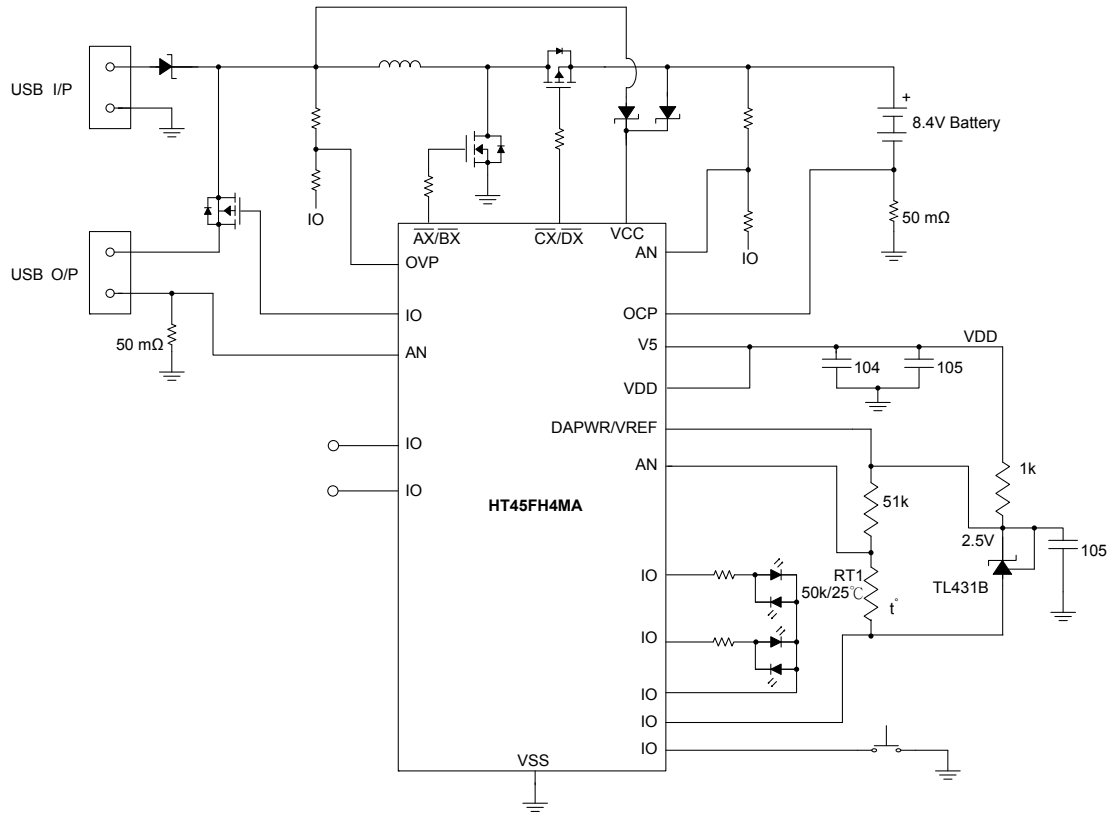 USB I/P
+
8.4V Battery
IO
50 mΩ
AX/BX
CX/DX
VCC
AN
IO
OVP
USB O/P
IO
OCP
50 mΩ
AN
V5
VDD
104
105
VDD
DAPWR/VREF
IO
AN
1k
IO
HT45FH4MA
51k
2.5V
105
IO
RT1
50k/25℃
t°
TL431B
IO
IO
IO
IO
VSS